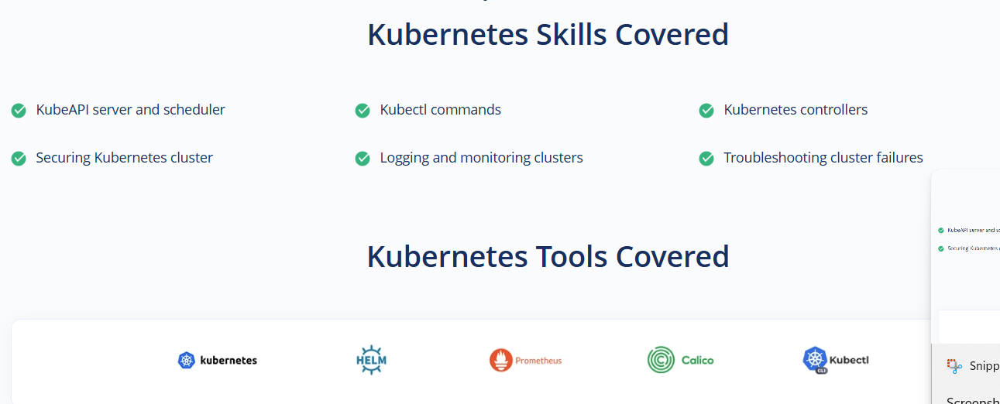 Kubernetes Skills Covered
KubeAPI server and scheduler
Kubectl commands
Kubernetes controllers
Securing Kubernetes cluster
Logging and monitoring clusters
Troubleshooting cluster failures
KubeAPI server and sc
Securing Kubernetes c
Kubernetes Tools Covered
kubernetes
HELM
Prometheus
Calico
Kubectl
CLI
Snipp
Screensh